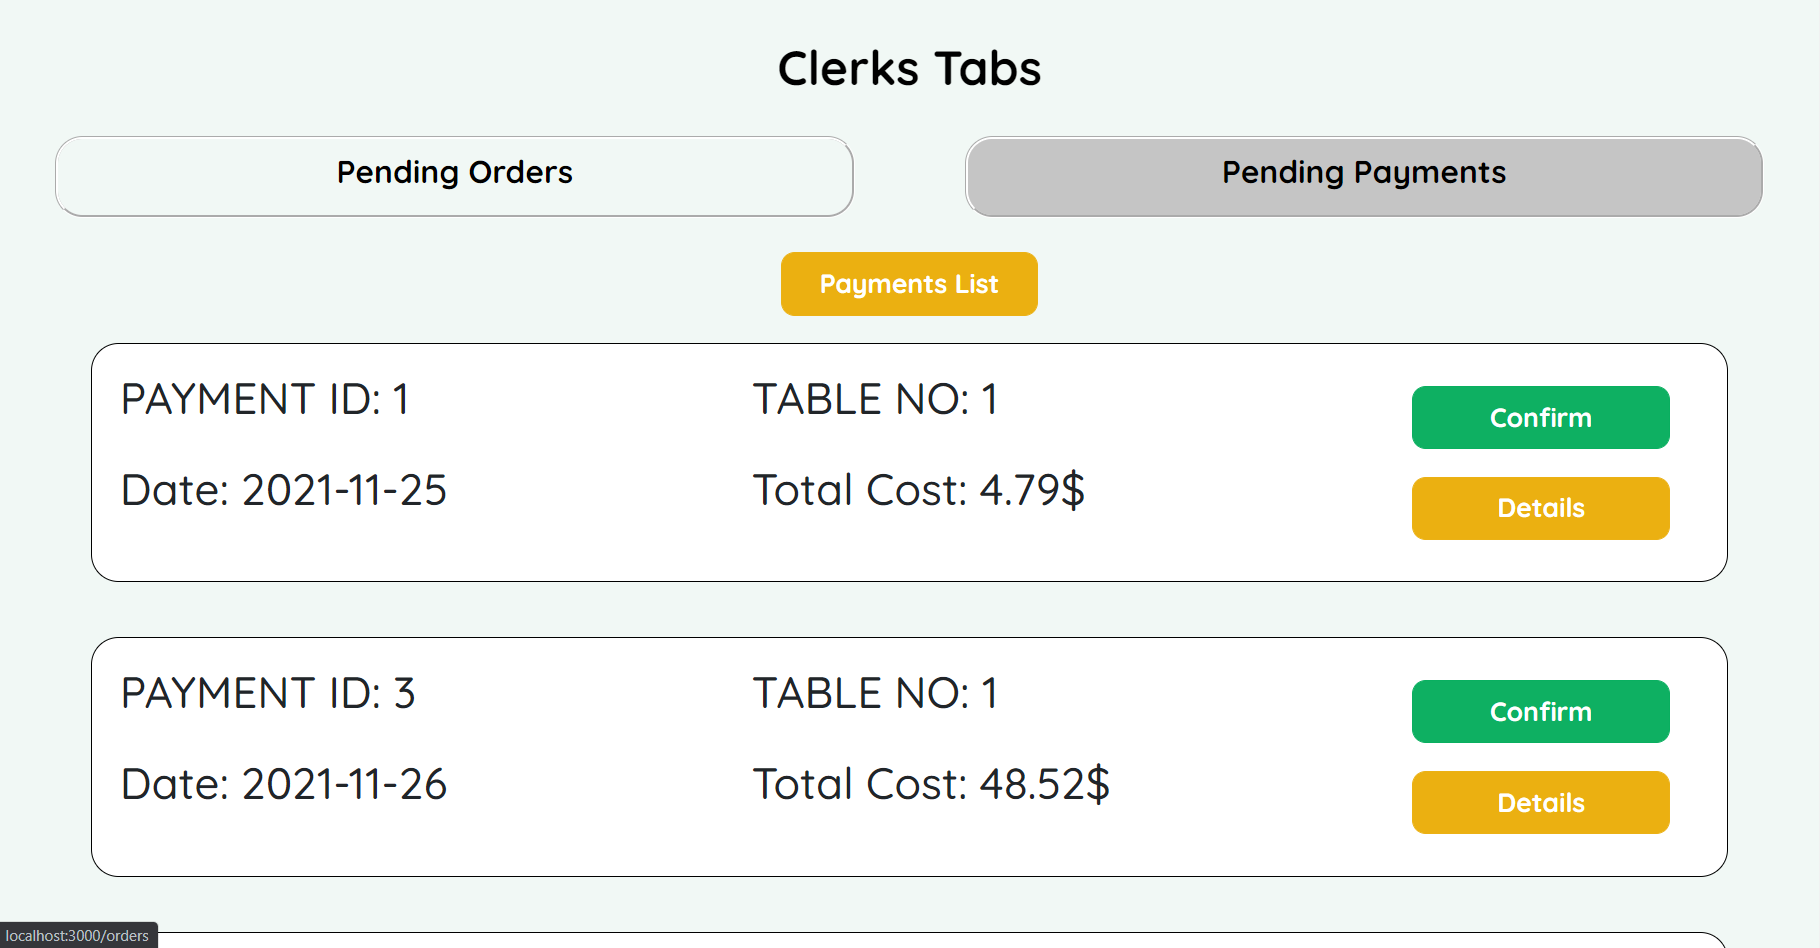 Clerks Tabs
Pending Orders
Pending Payments
Payments List
PAYMENT ID: 1
TABLE NO: 1
Confirm
Date: 2021-11-25
Total Cost: 4.79$
Details
PAYMENT ID: 3
TABLE NO: 1
Confirm
Date: 2021-11-26
Total Cost: 48.52$
Details
localhost:3000/orders